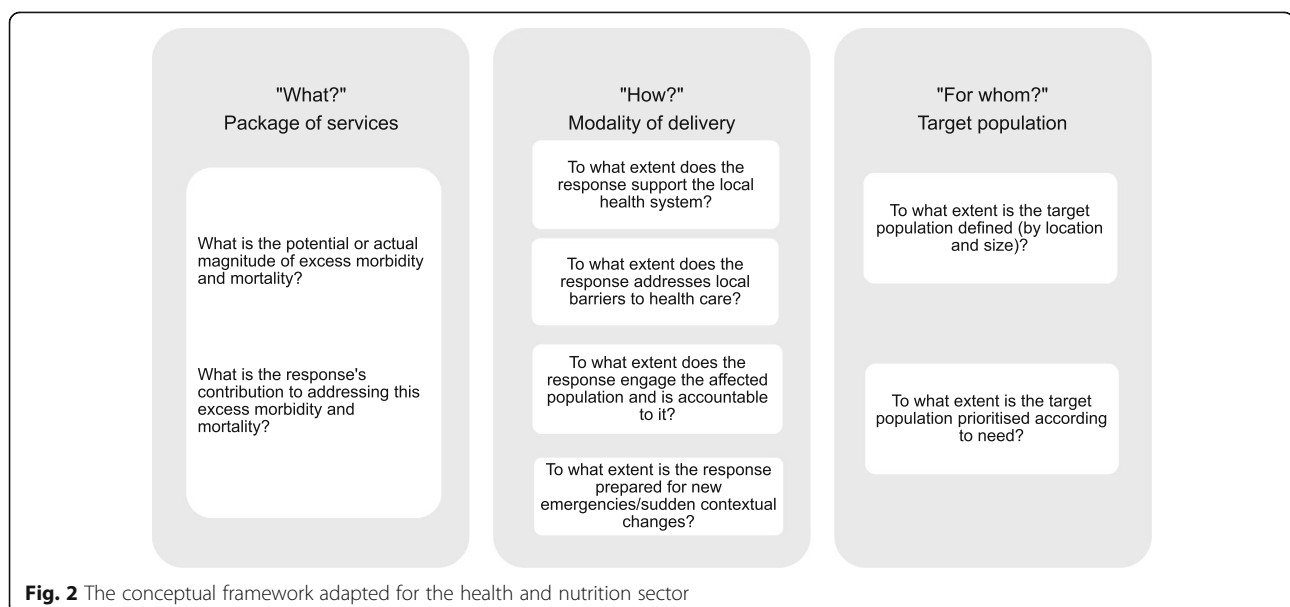 "What?"
Package of services
What is the potential or actual
magnitude of excess morbidity
and mortality?
What is the response's
contribution to addressing this
excess morbidity and
mortality?
"How?"
Modality of delivery
To what extent does the
response support the local
health system?
To what extent does the
response addresses local
barriers to health care?
To what extent does the
response engage the affected
population and is accountable
to it?
To what extent is the response
prepared for new
emergencies/sudden contextual
changes?
"For whom?"
Target population
To what extent is the target
population defined (by location
and size)?
To what extent is the target
population prioritised according
to need?
Fig. 2 The conceptual framework adapted for the health and nutrition sector